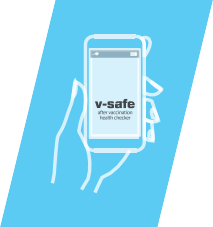 v-safe
after vaccination
health checker